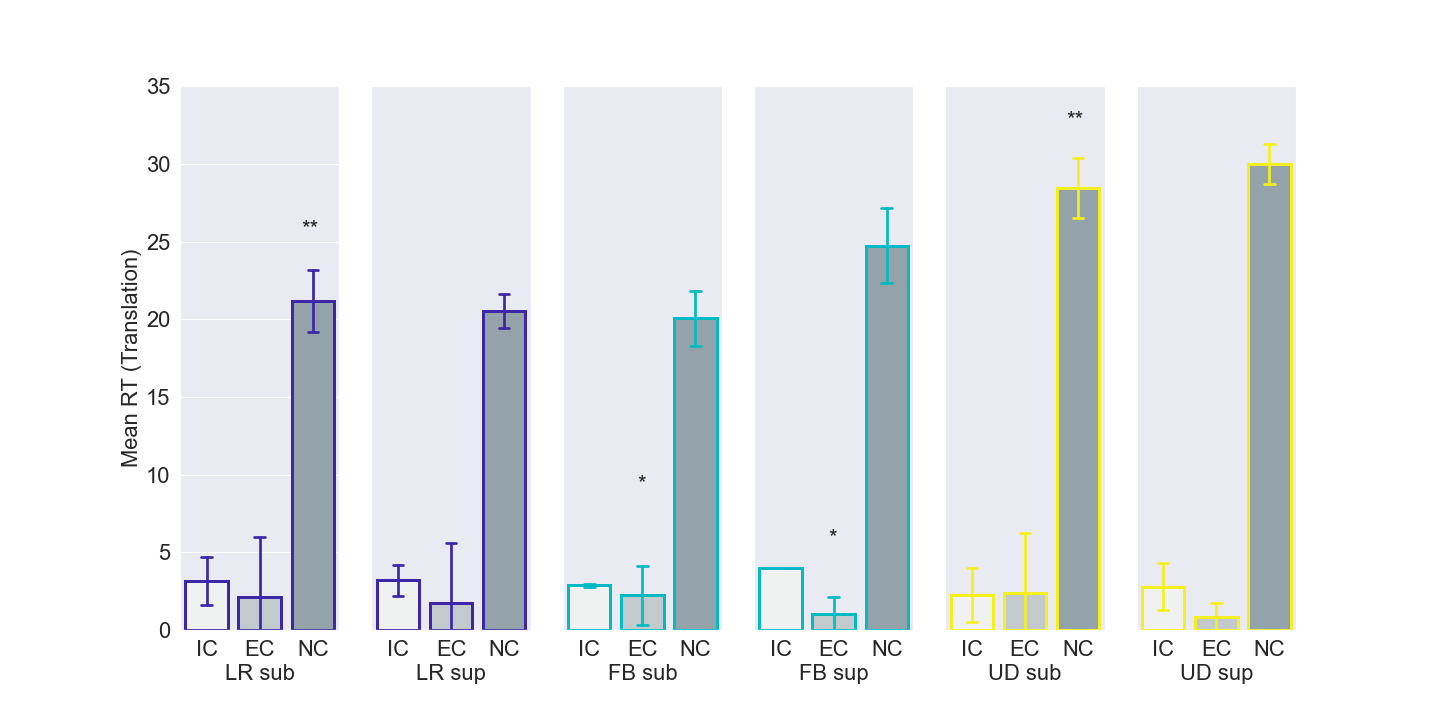 35
30
25
20
15
10
5
0
Mean RT (Translation)
**
*
*
**
IC EC NC
LR sub
IC EC NC
LR sup
IC EC NC
FB sub
IC EC NC
FB sup
IC EC NC
UD sub
IC EC NC
UD sup